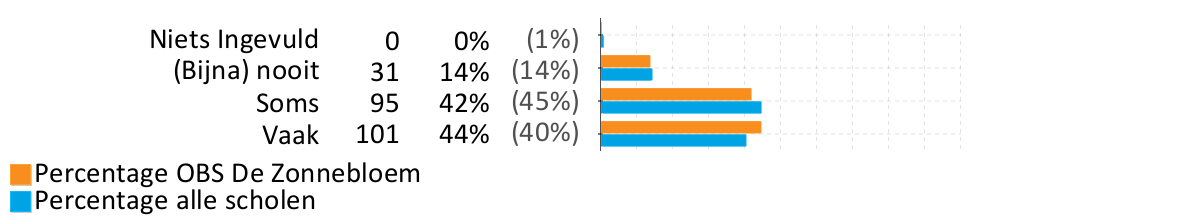 Niets Ingevuld 0 0% (1%)
(Bijna) nooit 31 14% (14%)
Soms 95 42% (45%)
Vaak 101 44% (40%)
Percentage OBS De Zonnebloem
Percentage alle scholen